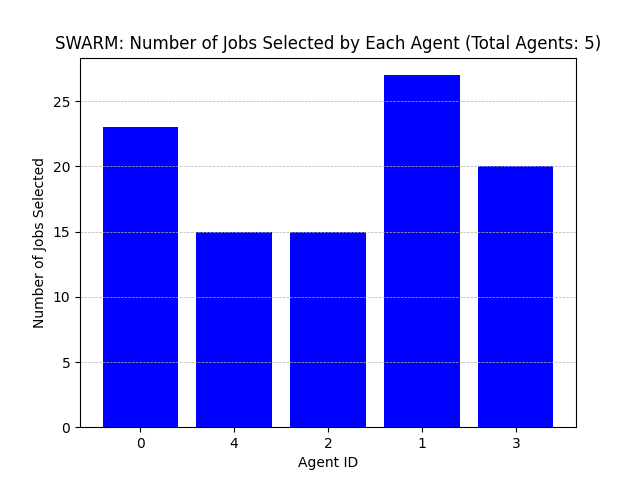 SWARM: Number of Jobs Selected by Each Agent (Total Agents: 5)
Number of Jobs Selected
25
20
15
10
5
0
0 4 2 1 3
Agent ID